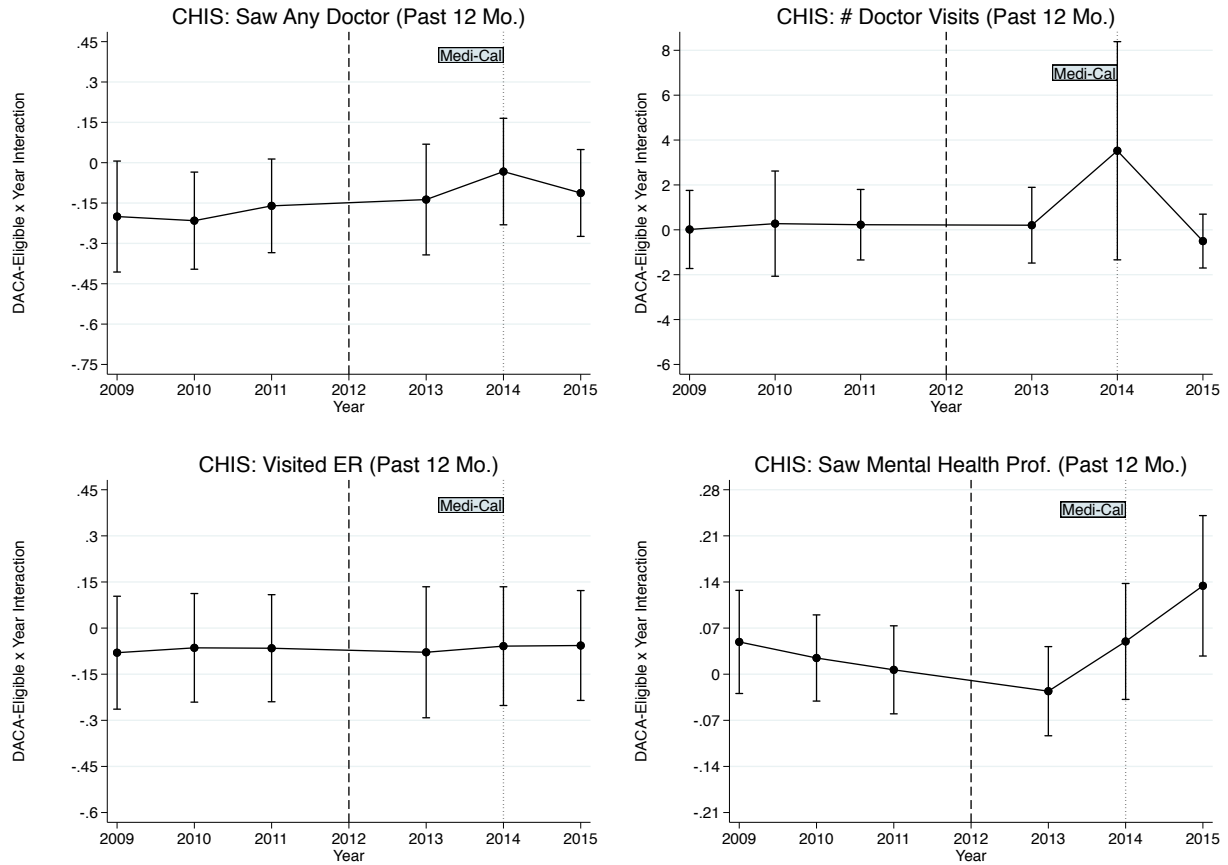 CHIS: Saw Any Doctor (Past 12 Mo.)
.45
.3
.15
0
-.15
-.3
-.45
-.6
-.75
DACA-Eligible x Year Interaction
Medi-Cal
2009 2010 2011 2012 2013 2014 2015
Year
CHIS: # Doctor Visits (Past 12 Mo.)
8
6
4
2
0
-2
-4
-6
DACA-Eligible x Year Interaction
Medi-Cal
2009 2010 2011 2012 2013 2014 2015
Year
CHIS: Visited ER (Past 12 Mo.)
.45
.3
.15
0
-.15
-.3
-.45
-.6
DACA-Eligible x Year Interaction
Medi-Cal
2009 2010 2011 2012 2013 2014 2015
Year
CHIS: Saw Mental Health Prof. (Past 12 Mo.)
.28
.21
.14
.07
0
-.07
-.14
-.21
DACA-Eligible x Year Interaction
Medi-Cal
2009 2010 2011 2012 2013 2014 2015
Year